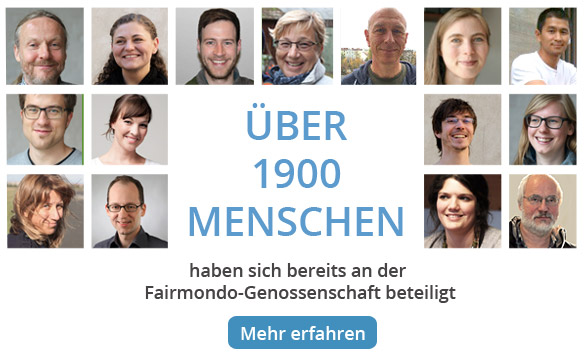 ÜBER
1900
MENSCHEN
haben sich bereits an der
Fairmondo-Genossenschaft beteiligt
Mehr erfahren